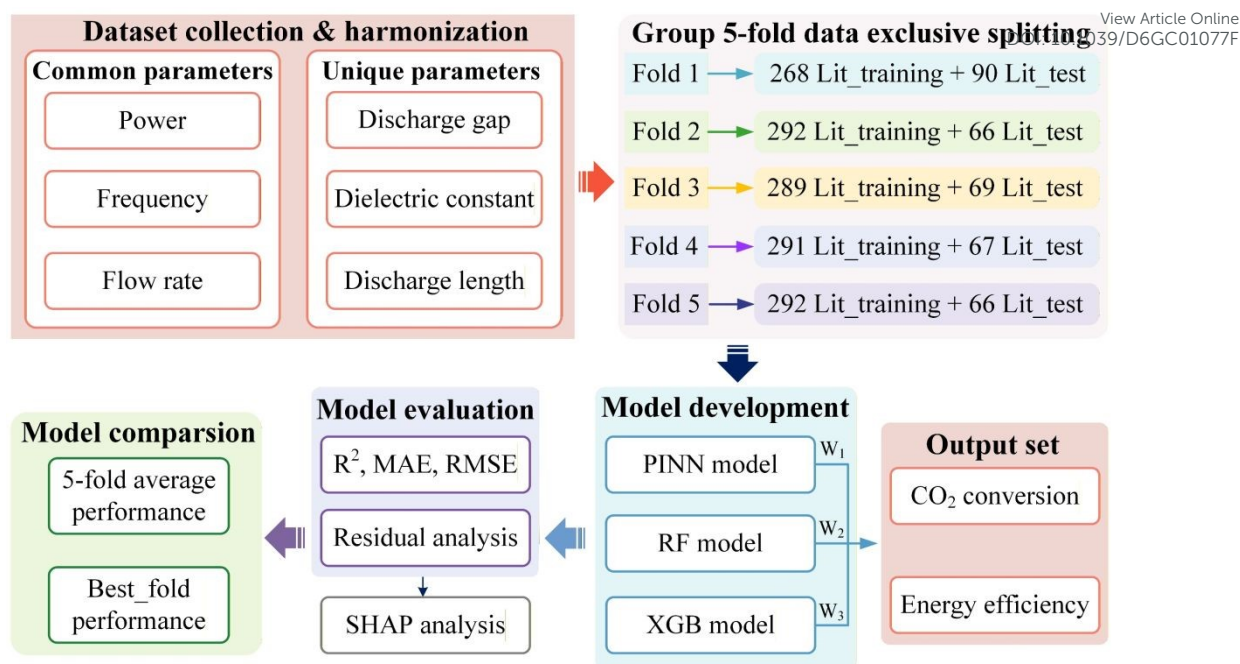 View Article Online
DOI: 10.1039/D6GC01077F
Dataset collection & harmonization
Common parameters
Power
Frequency
Flow rate
Unique parameters
Discharge gap
Dielectric constant
Discharge length
Group 5-fold data exclusive splitting
Fold 1
268 Lit_training + 90 Lit_test
Fold 2
292 Lit_training + 66 Lit_test
Fold 3
289 Lit_training + 69 Lit_test
Fold 4
291 Lit_training + 67 Lit_test
Fold 5
292 Lit_training + 66 Lit_test
Model comparsion
5-fold average
performance
Best_fold
performance
Model evaluation
R², MAE, RMSE
Residual analysis
SHAP analysis
Model development
PINN model
W₁
RF model
W₂
XGB model
W₃
Output set
CO₂ conversion
Energy efficiency